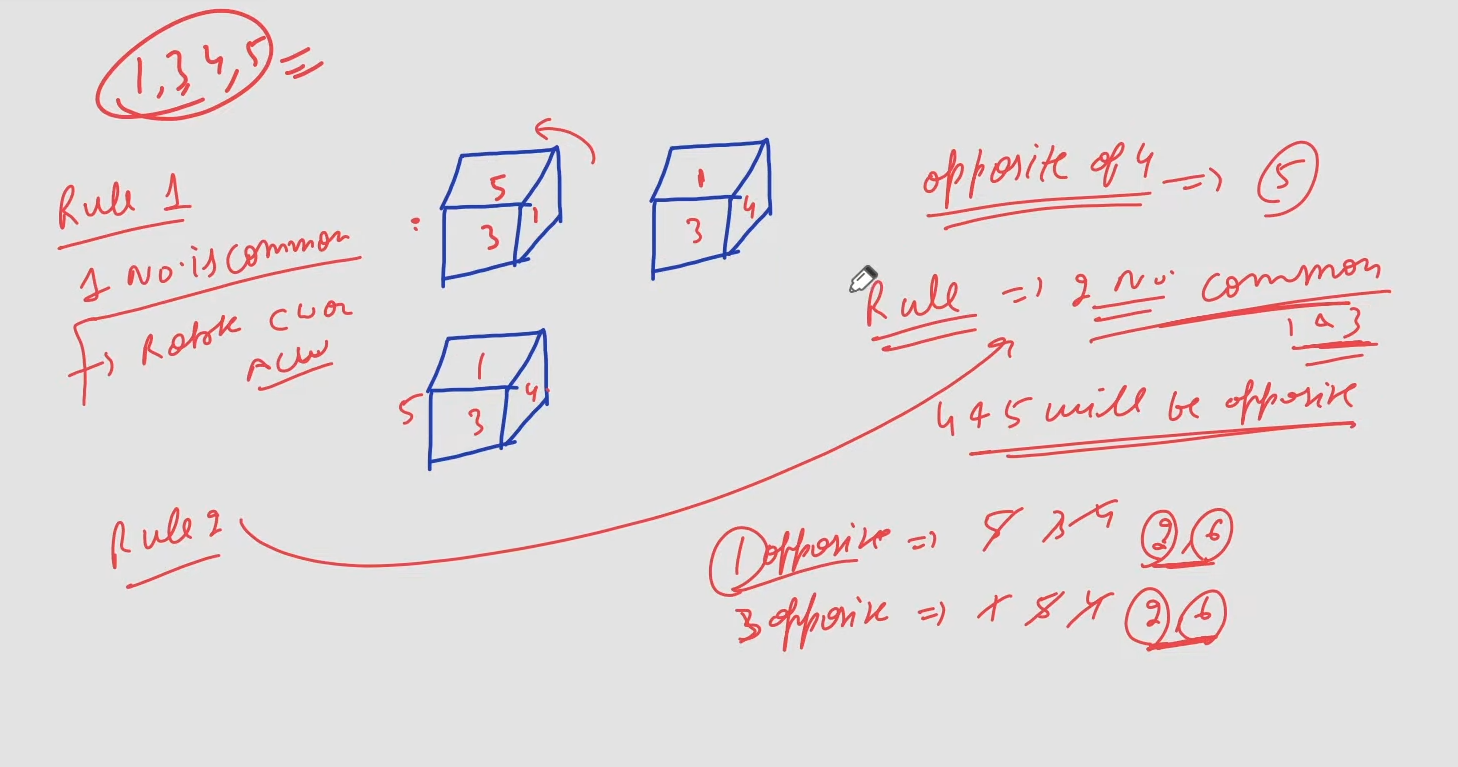 1, 3, 4, 5 =
Rule 1
1 No. is common
→ Rotate CW or
ACW
5
3
1
1
3
4
1
5
3
4
opposite of 4 => 5
Rule => 2 No. common
1 & 3
4 & 5 will be opposite
Rule 2
1 opposite => 5 3 4 2, 6
3 opposite => 1 5 4 2, 6